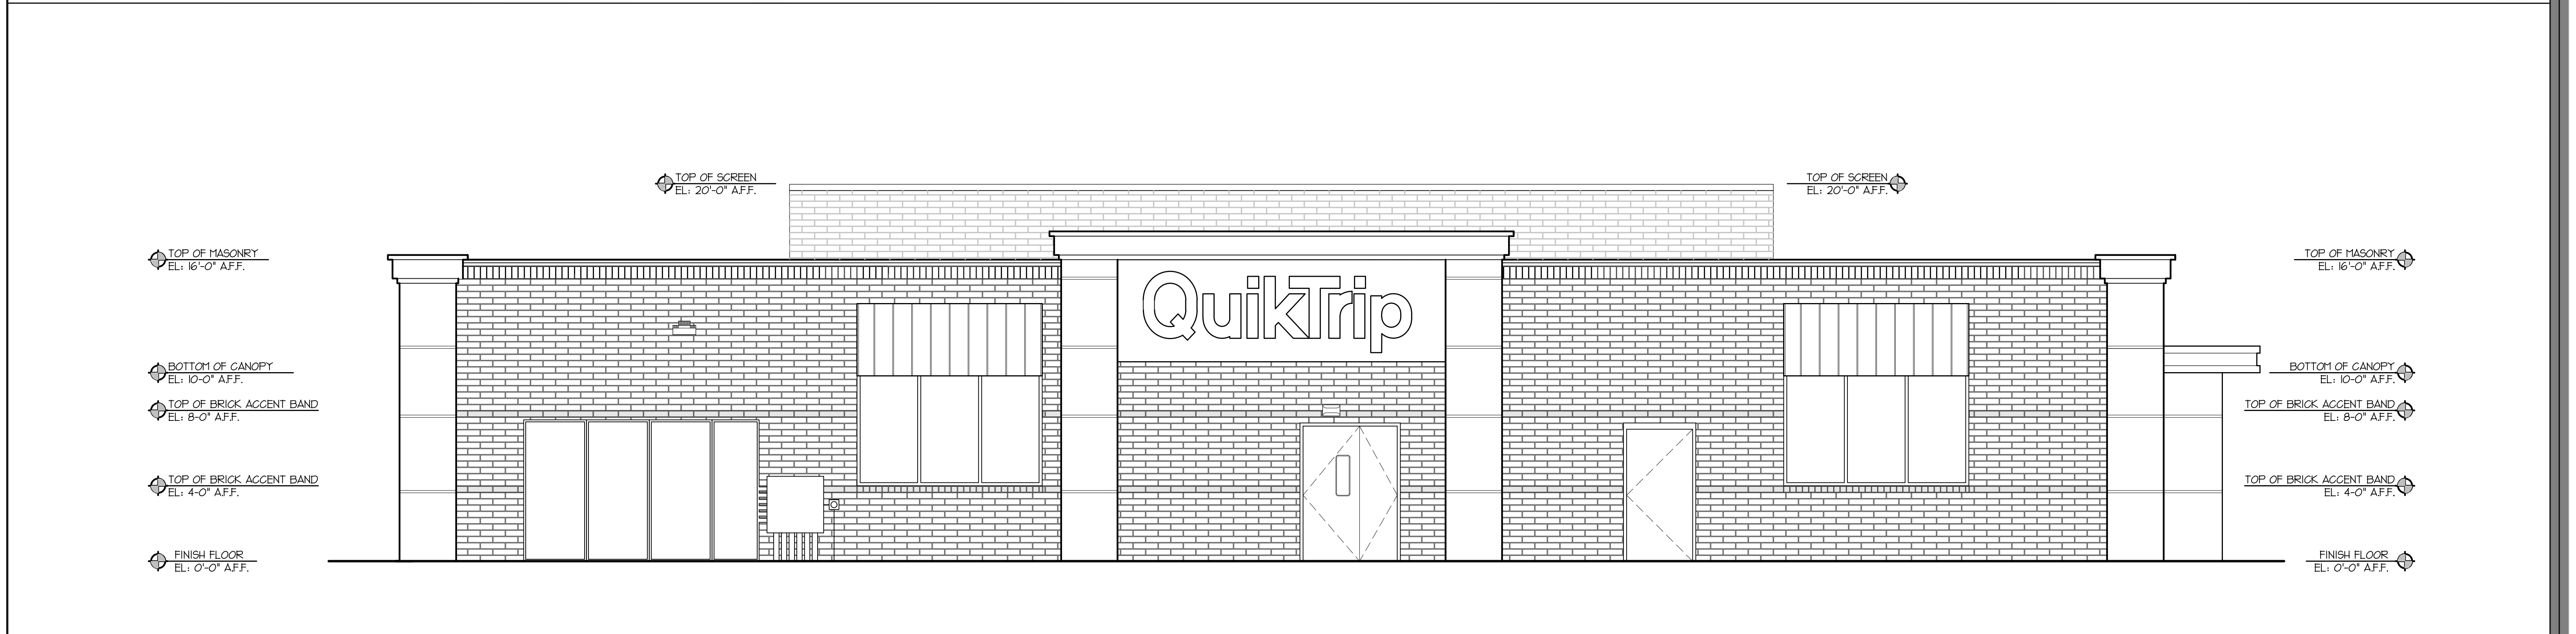 TOP OF SCREEN
EL: 20'-0" A.F.F.
TOP OF SCREEN
EL: 20'-0" A.F.F.
TOP OF MASONRY
EL: 16'-0" A.F.F.
TOP OF MASONRY
EL: 16'-0" A.F.F.
QuikTrip
BOTTOM OF CANOPY
EL: 10-0" A.F.F.
BOTTOM OF CANOPY
EL: 10-0" A.F.F.
TOP OF BRICK ACCENT BAND
EL: 8-0" A.F.F.
TOP OF BRICK ACCENT BAND
EL: 8-0" A.F.F.
TOP OF BRICK ACCENT BAND
EL: 4-0" A.F.F.
TOP OF BRICK ACCENT BAND
EL: 4-0" A.F.F.
FINISH FLOOR
EL: 0'-0" A.F.F.
FINISH FLOOR
EL: 0'-0" A.F.F.